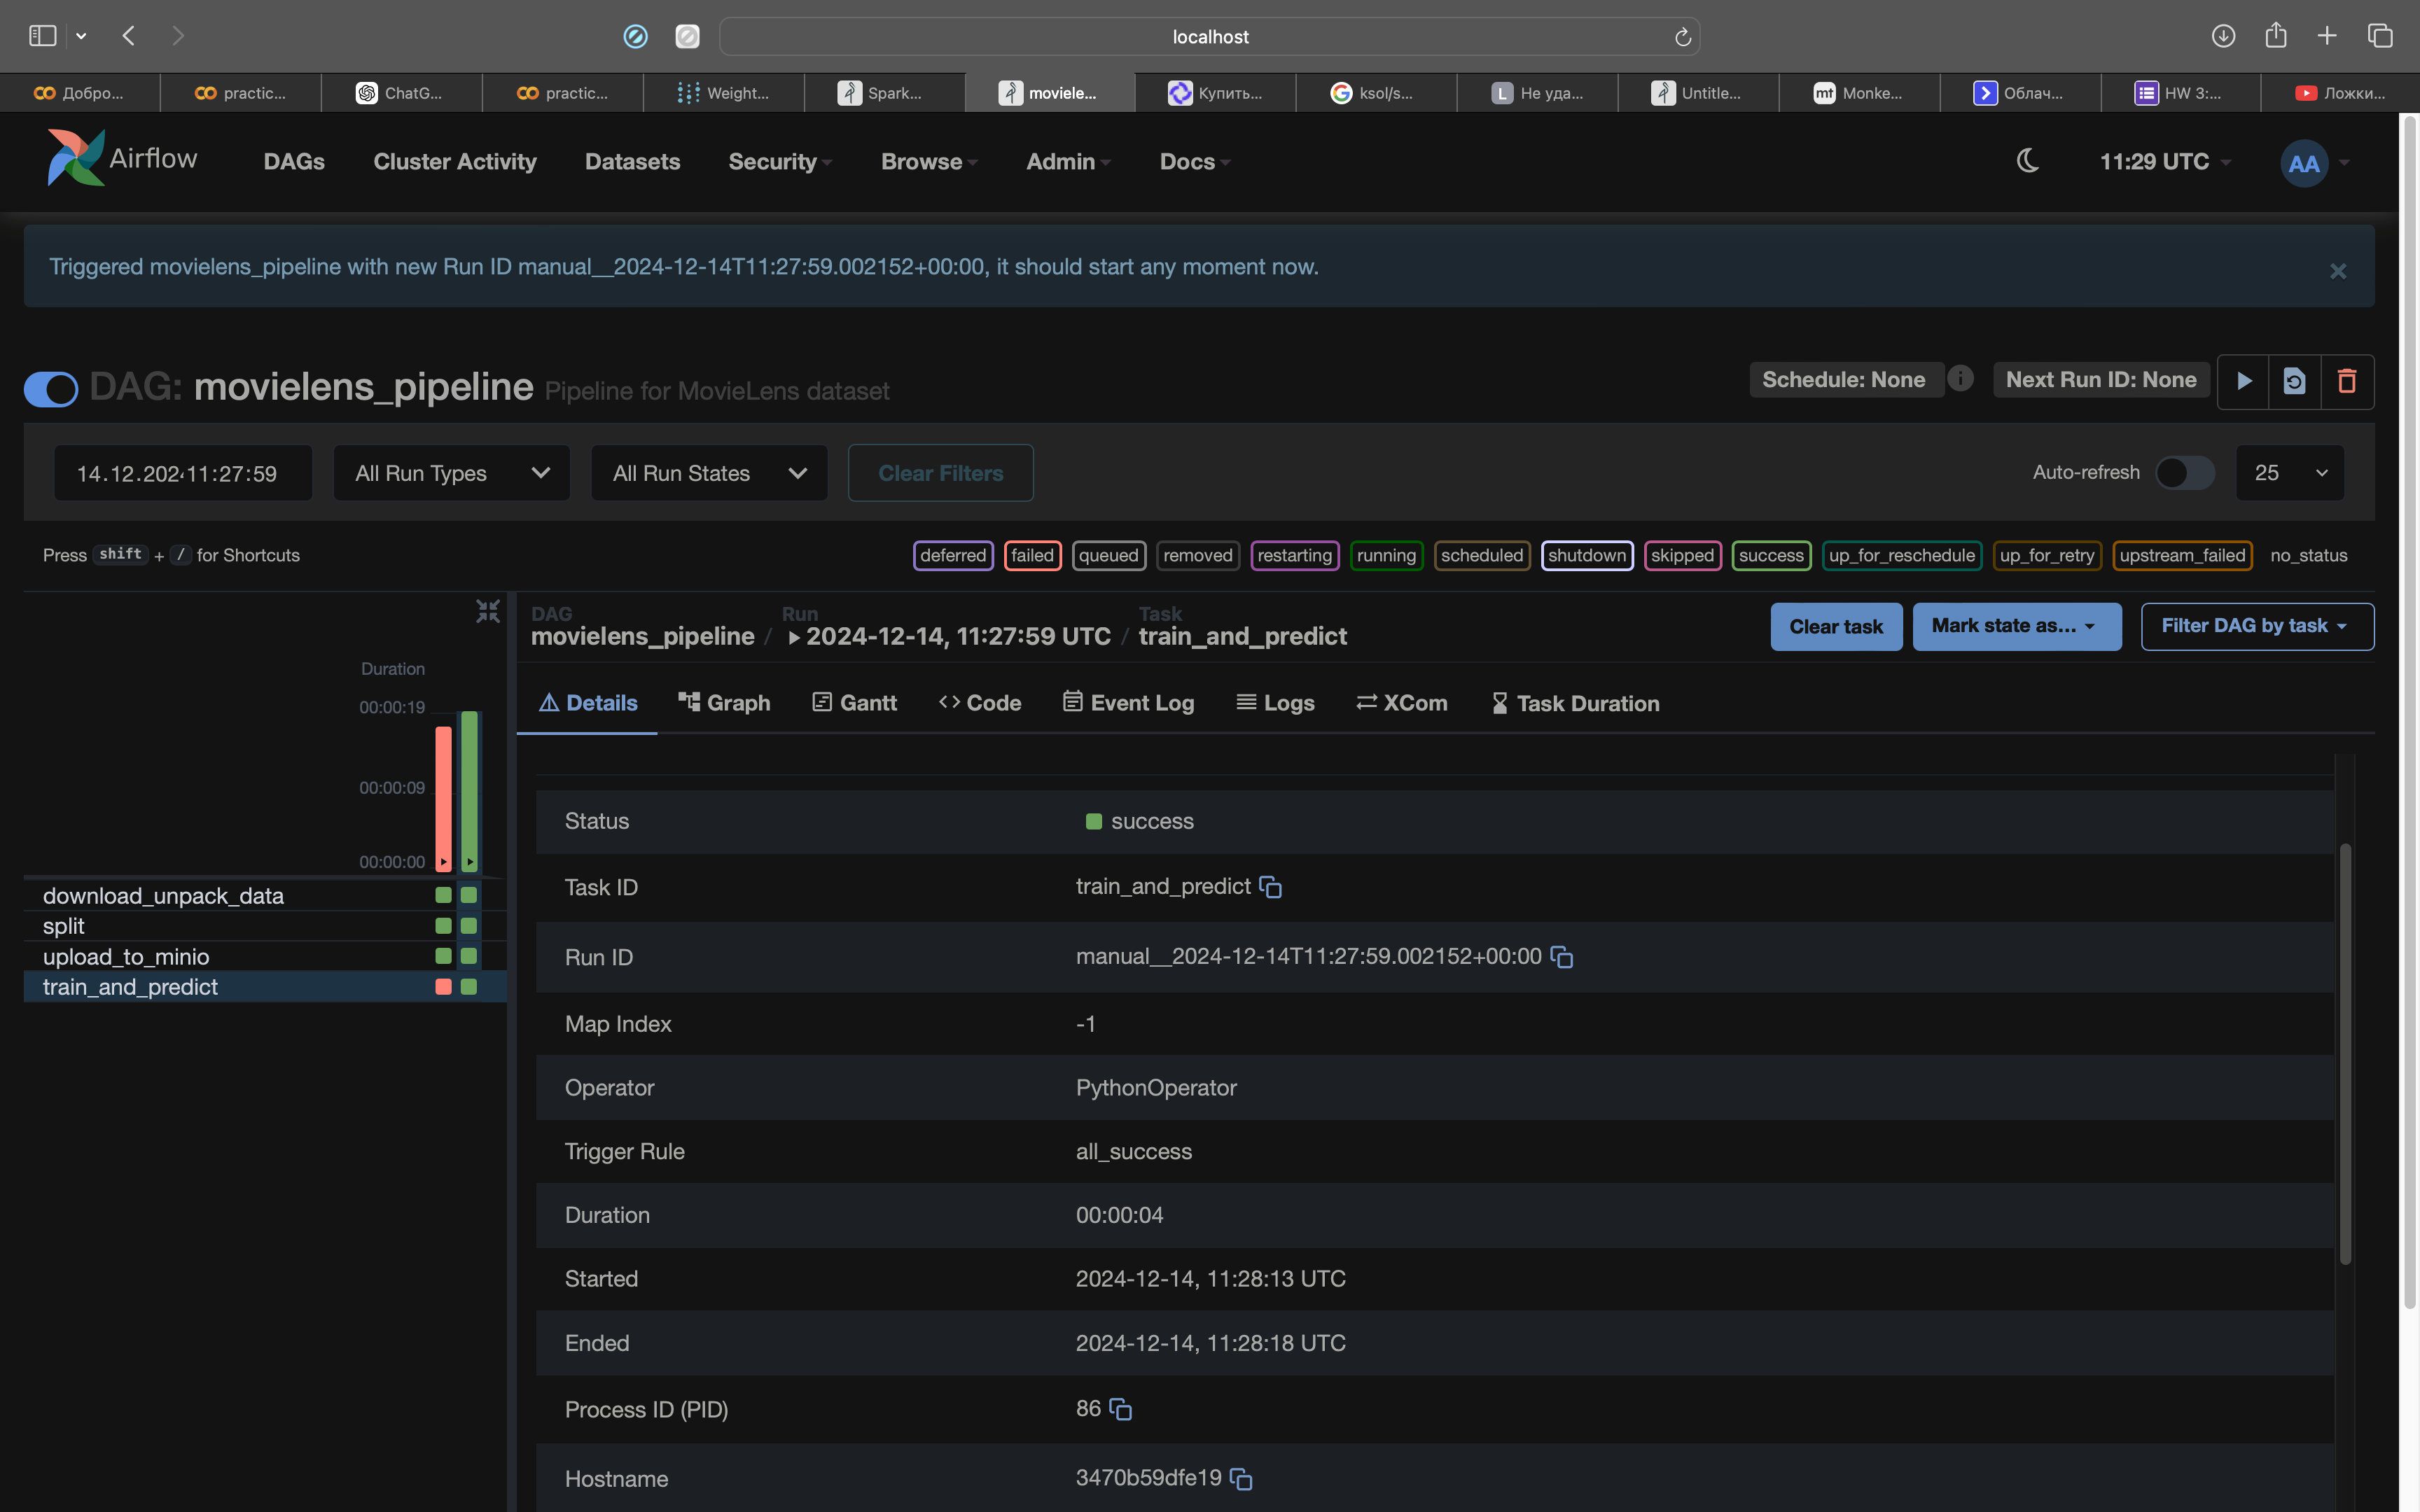 localhost
Добро...
practic...
ChatG...
practic...
Weight...
Spark...
moviele...
Купить...
ksol/s...
L Не уда...
Untitle...
mt Monke...
Облач...
HW 3:...
Ложки...
Airflow DAGs Cluster Activity Datasets Security Browse Admin Docs 11:29 UTC AA
Triggered movielens_pipeline with new Run ID manual__2024-12-14T11:27:59.002152+00:00, it should start any moment now.
DAG: movielens_pipeline Pipeline for MovieLens dataset Schedule: None Next Run ID: None
14.12.202 11:27:59 All Run Types All Run States Clear Filters Auto-refresh 25
Press shift + / for Shortcuts deferred failed queued removed restarting running scheduled shutdown skipped success up_for_reschedule up_for_retry upstream_failed no_status
Duration
00:00:19
00:00:09
00:00:00
download_unpack_data
split
upload_to_minio
train_and_predict
DAG Run Task
movielens_pipeline / 2024-12-14, 11:27:59 UTC / train_and_predict
Clear task Mark state as... Filter DAG by task
Details Graph Gantt Code Event Log Logs XCom Task Duration
Status success
Task ID train_and_predict
Run ID manual__2024-12-14T11:27:59.002152+00:00
Map Index -1
Operator PythonOperator
Trigger Rule all_success
Duration 00:00:04
Started 2024-12-14, 11:28:13 UTC
Ended 2024-12-14, 11:28:18 UTC
Process ID (PID) 86
Hostname 3470b59dfe19